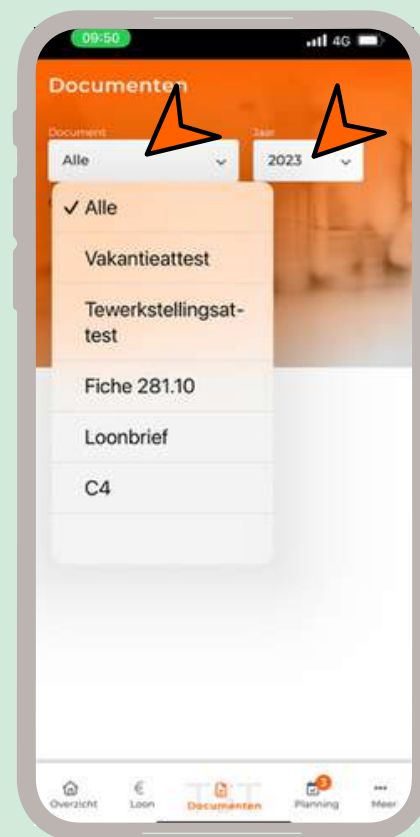 09:50
4G
Documenten
Document
Jaar
Alle
2023
✓ Alle
Vakantieattest
Tewerkstellingsat-
test
Fiche 281.10
Loonbrief
C4
3
Overzicht
Loon
Documenten
Planning
Meer